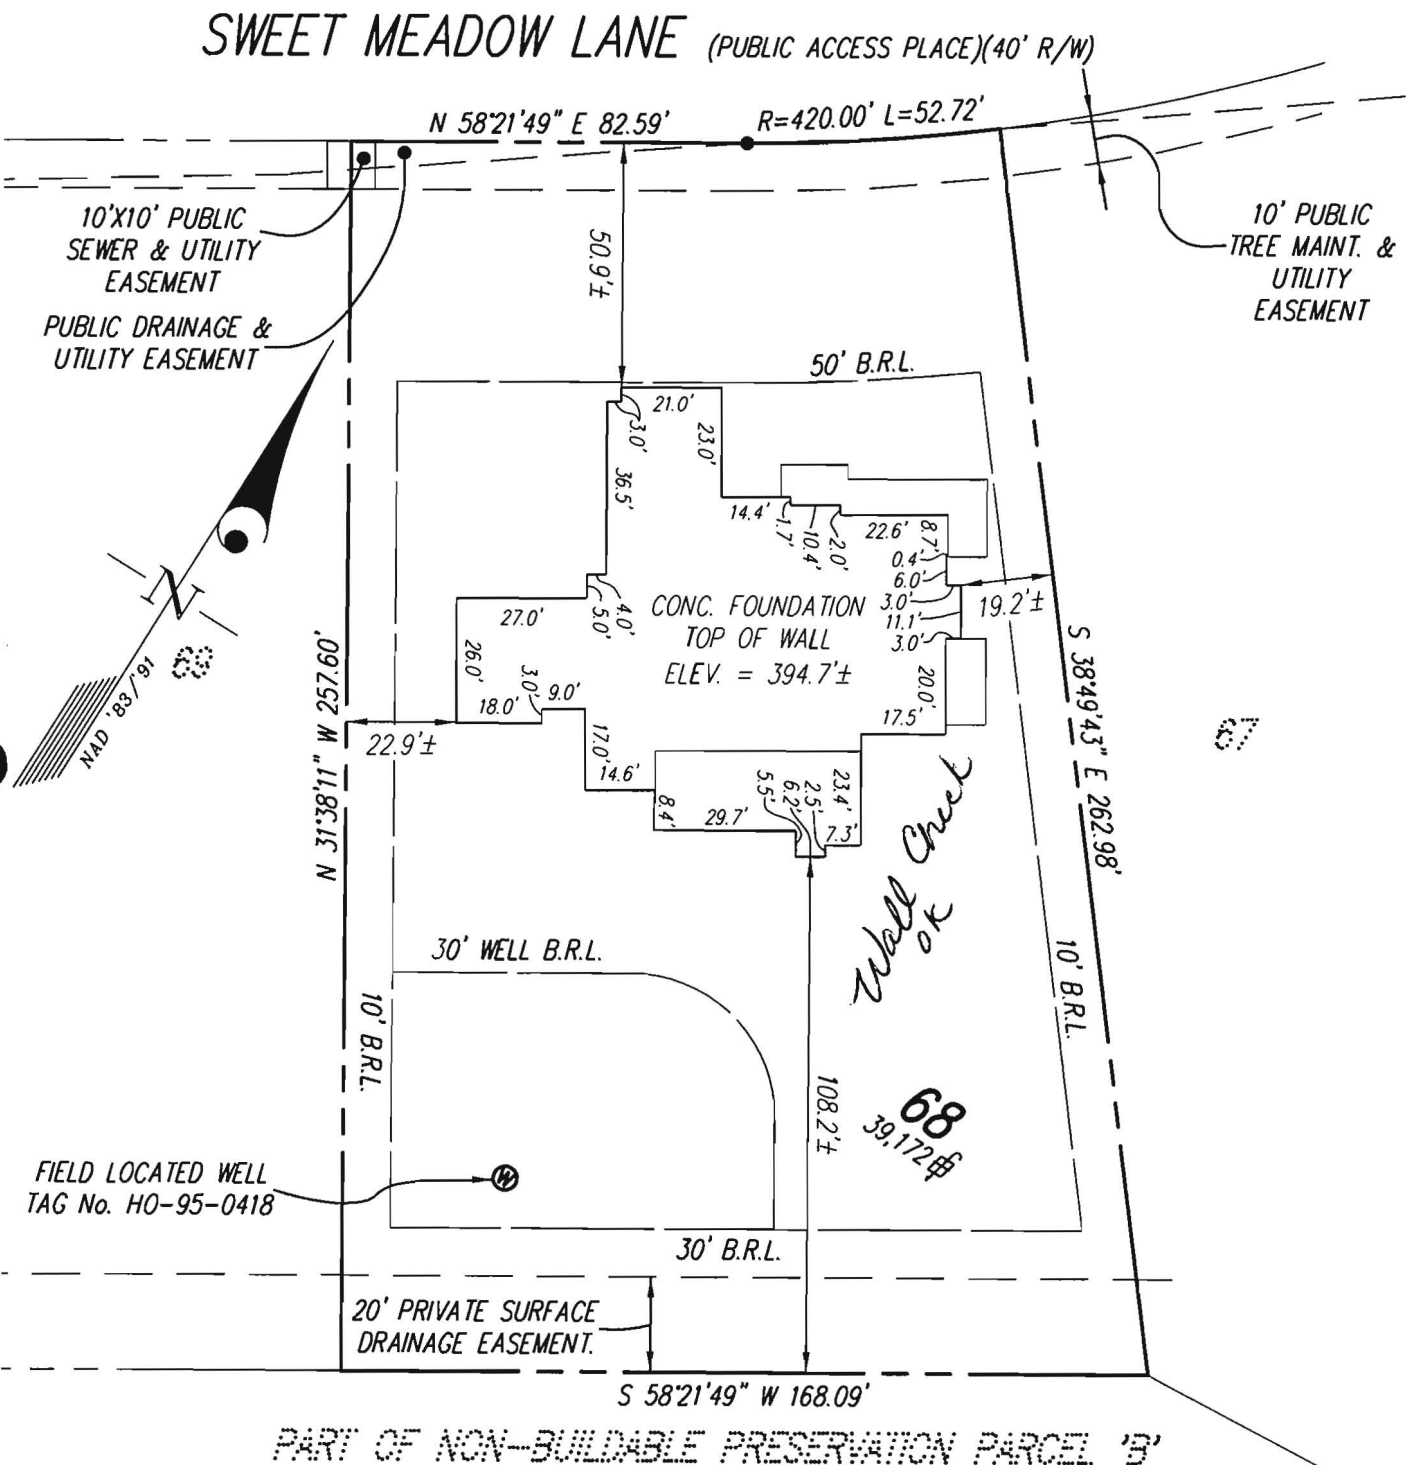 SWEET MEADOW LANE (PUBLIC ACCESS PLACE)(40' R/W)
N 58°21'49" E 82.59'
R=420.00' L=52.72'
10'X10' PUBLIC
SEWER & UTILITY
EASEMENT
PUBLIC DRAINAGE &
UTILITY EASEMENT
10' PUBLIC
TREE MAINT. &
UTILITY
EASEMENT
50.9'±
50' B.R.L.
21.0'
3.0'
23.0'
36.5'
14.4'
1.7'
10.4'
2.0'
22.6'
8.7'
0.4'
6.0'
3.0'
11.1'
3.0'
19.2'±
4.0'
5.0'
27.0'
CONC. FOUNDATION
TOP OF WALL
ELEV. = 394.7'±
26.0'
3.0'
9.0'
18.0'
20.0'
17.5'
22.9'±
17.0'
14.6'
8.4'
29.7'
5.5'
6.2'
2.5'
23.4'
7.3'
NAD '83/'91
69
67
N 31°38'11" W 257.60'
S 38°49'43" E 262.98'
Wall Check
OK
30' WELL B.R.L.
10' B.R.L.
10' B.R.L.
108.2'±
68
39,172
FIELD LOCATED WELL
TAG No. HO-95-0418
W
30' B.R.L.
20' PRIVATE SURFACE
DRAINAGE EASEMENT.
S 58°21'49" W 168.09'
PART OF NON-BUILDABLE PRESERVATION PARCEL 'B'